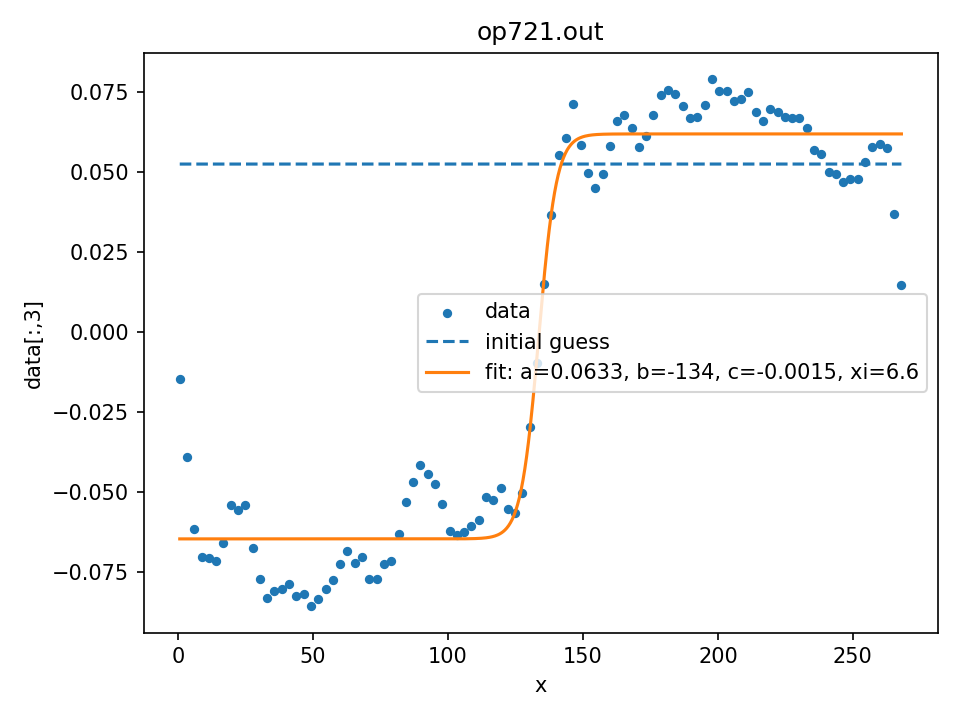 op721.out
0.075
0.050
0.025
0.000
−0.025
−0.050
−0.075
data[:,3]
data
initial guess
fit: a=0.0633, b=-134, c=-0.0015, xi=6.6
0 50 100 150 200 250
x